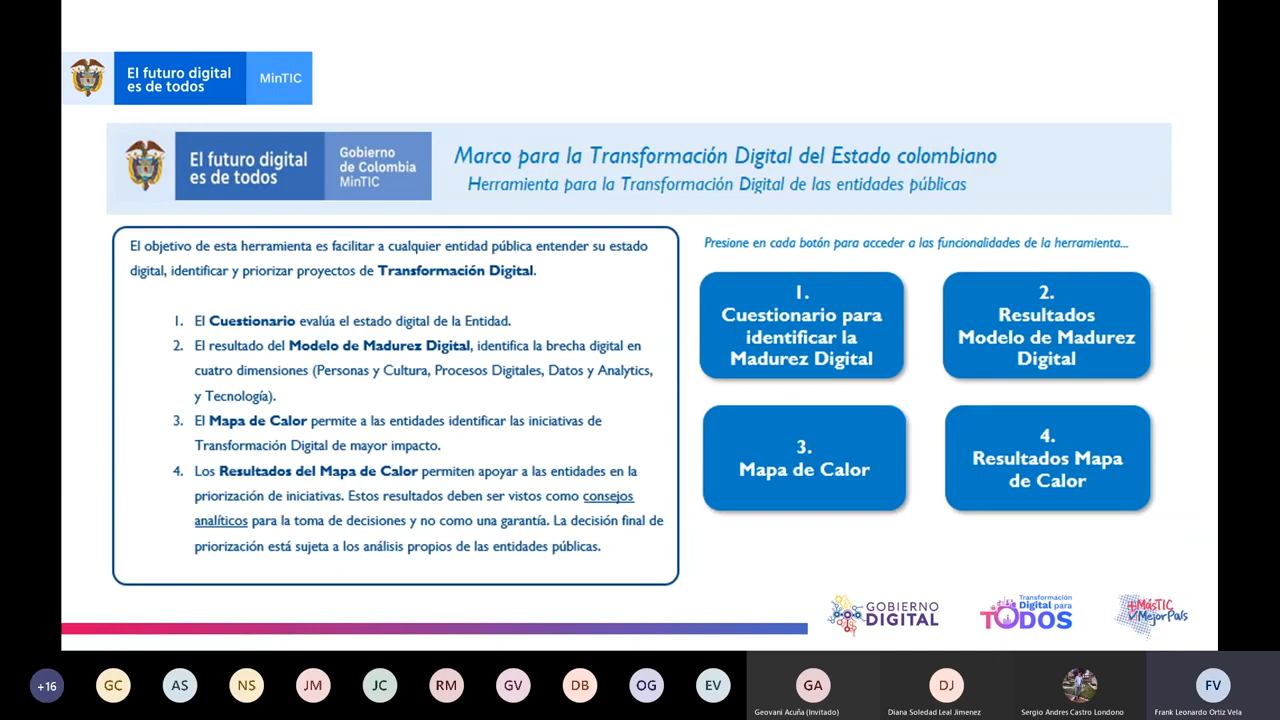 El futuro digital
es de todos
MinTIC
El futuro digital
es de todos
Gobierno
de Colombia
MinTIC
Marco para la Transformación Digital del Estado colombiano
Herramienta para la Transformación Digital de las entidades públicas
El objetivo de esta herramienta es facilitar a cualquier entidad pública entender su estado
digital, identificar y priorizar proyectos de Transformación Digital.
1. El Cuestionario evalúa el estado digital de la Entidad.
2. El resultado del Modelo de Madurez Digital, identifica la brecha digital en
cuatro dimensiones (Personas y Cultura, Procesos Digitales, Datos y Analytics,
y Tecnología).
3. El Mapa de Calor permite a las entidades identificar las iniciativas de
Transformación Digital de mayor impacto.
4. Los Resultados del Mapa de Calor permiten apoyar a las entidades en la
priorización de iniciativas. Estos resultados deben ser vistos como consejos
analíticos para la toma de decisiones y no como una garantía. La decisión final de
priorización está sujeta a los análisis propios de las entidades públicas.
Presione en cada botón para acceder a las funcionalidades de la herramienta...
1.
Cuestionario para
identificar la
Madurez Digital
2.
Resultados
Modelo de Madurez
Digital
3.
Mapa de Calor
4.
Resultados Mapa
de Calor
GOBIERNO
DIGITAL
Transformación
Digital para
TODOS
+MásTIC
MejorPaís
+16
GC
AS
NS
JM
JC
RM
GV
DB
OG
EV
GA
DJ
FV
Geovani Acuña (Invitado)
Diana Soledad Leal Jimenez
Sergio Andres Castro Londono
Frank Leonardo Ortiz Vela